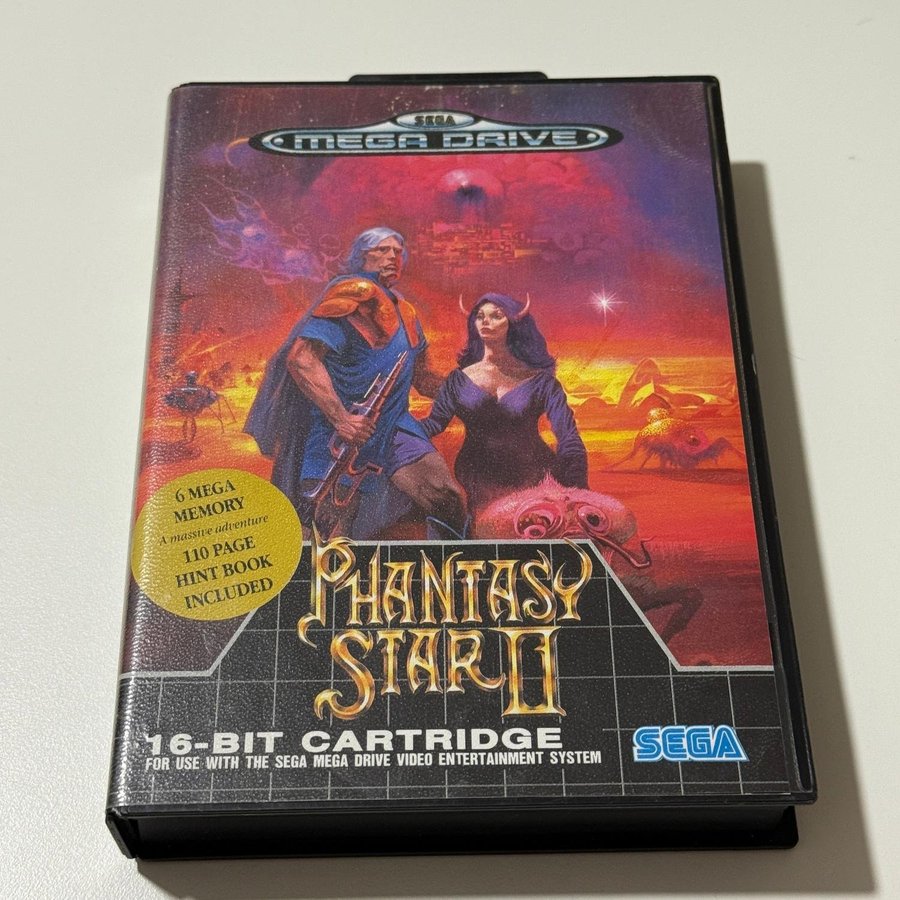 SEGA
MEGA DRIVE
6 MEGA
MEMORY
A massive adventure
110 PAGE
HINT BOOK
INCLUDED
PHANTASY
STAR II
16-BIT CARTRIDGE
FOR USE WITH THE SEGA MEGA DRIVE VIDEO ENTERTAINMENT SYSTEM
SEGA